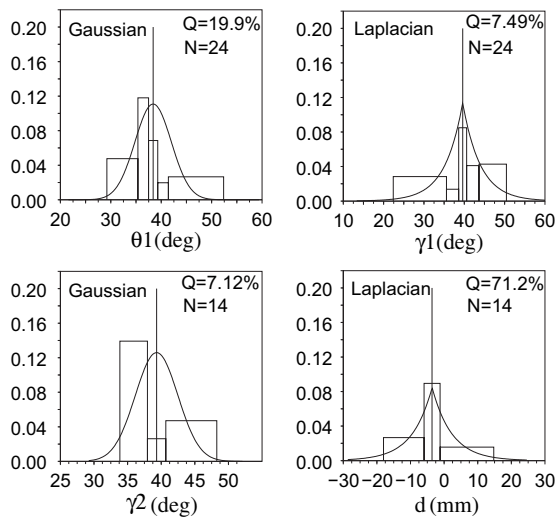 Gaussian Q=19.9%
N=24
0.20
0.16
0.12
0.08
0.04
0.00
20 30 40 50 60
θ1(deg)
Laplacian Q=7.49%
N=24
0.20
0.16
0.12
0.08
0.04
0.00
10 20 30 40 50 60
γ1(deg)
Gaussian Q=7.12%
N=14
0.20
0.16
0.12
0.08
0.04
0.00
25 30 35 40 45 50
γ2 (deg)
Laplacian Q=71.2%
N=14
0.20
0.16
0.12
0.08
0.04
0.00
−30 −20 −10 0 10 20 30
d (mm)